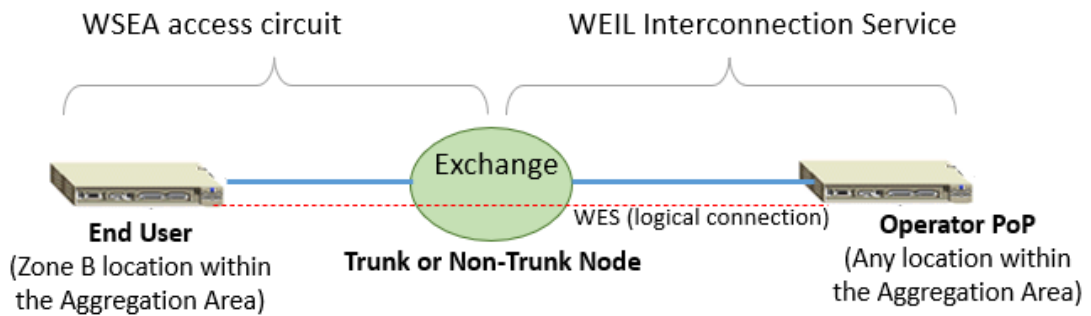 WSEA access circuit
WEIL Interconnection Service
Exchange
WES (logical connection)
End User
(Zone B location within
the Aggregation Area)
Trunk or Non-Trunk Node
Operator PoP
(Any location within
the Aggregation Area)